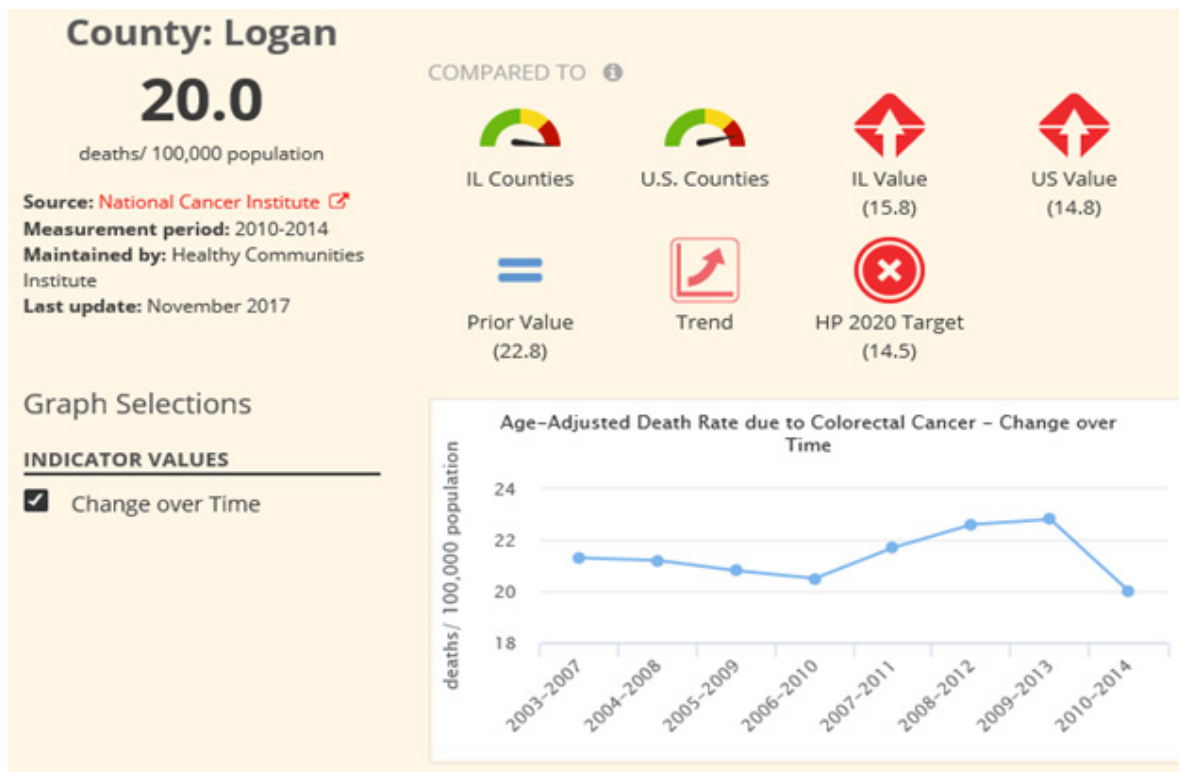 County: Logan
20.0
deaths/ 100,000 population
Source: National Cancer Institute
Measurement period: 2010-2014
Maintained by: Healthy Communities
Institute
Last update: November 2017
COMPARED TO
IL Counties
U.S. Counties
IL Value
(15.8)
US Value
(14.8)
Prior Value
(22.8)
Trend
HP 2020 Target
(14.5)
Graph Selections
INDICATOR VALUES
Change over Time
Age-Adjusted Death Rate due to Colorectal Cancer - Change over
Time
deaths/ 100,000 population
24
22
20
18
2003-2007
2004-2008
2005-2009
2006-2010
2007-2011
2008-2012
2009-2013
2010-2014